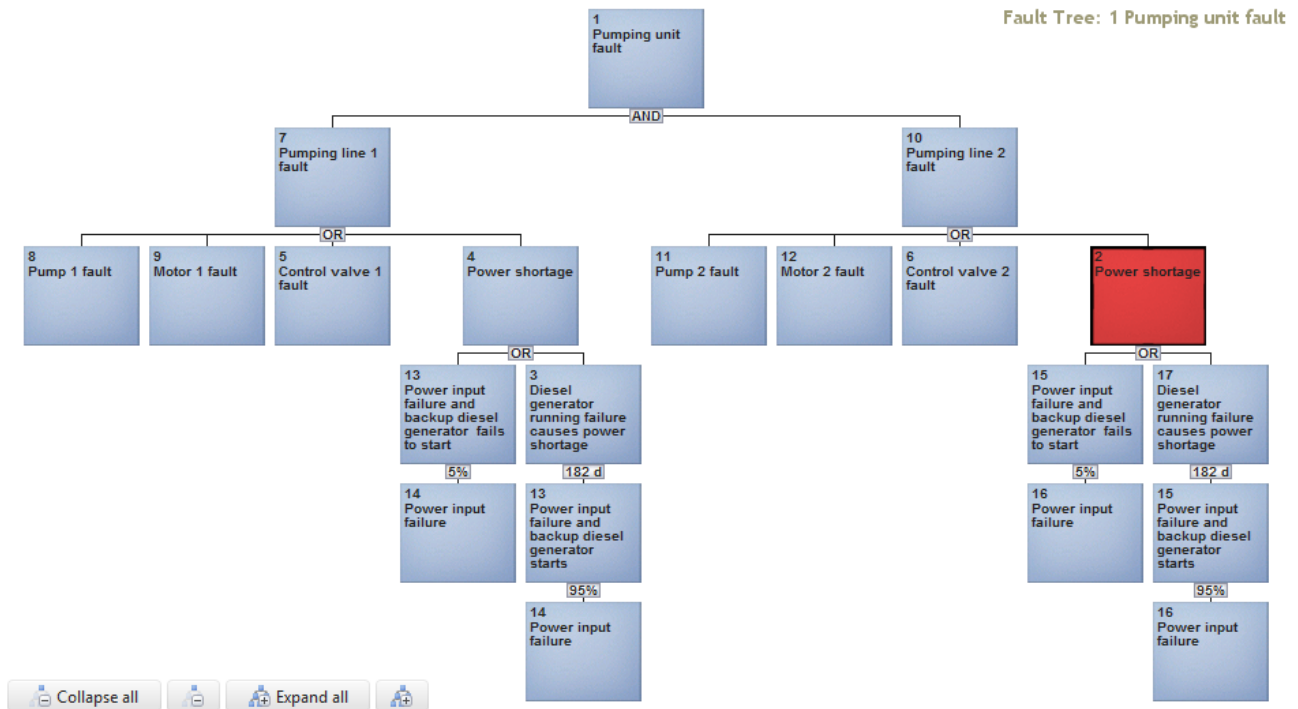 Fault Tree: 1 Pumping unit fault
1
Pumping unit
fault
AND
7
Pumping line 1
fault
10
Pumping line 2
fault
OR
OR
8
Pump 1 fault
9
Motor 1 fault
5
Control valve 1
fault
4
Power shortage
11
Pump 2 fault
12
Motor 2 fault
6
Control valve 2
fault
2
Power shortage
OR
OR
13
Power input
failure and
backup diesel
generator fails
to start
3
Diesel
generator
running failure
causes power
shortage
15
Power input
failure and
backup diesel
generator fails
to start
17
Diesel
generator
running failure
causes power
shortage
5%
182 d
5%
182 d
14
Power input
failure
13
Power input
failure and
backup diesel
generator
starts
16
Power input
failure
15
Power input
failure and
backup diesel
generator
starts
95%
95%
14
Power input
failure
16
Power input
failure
Collapse all
Expand all